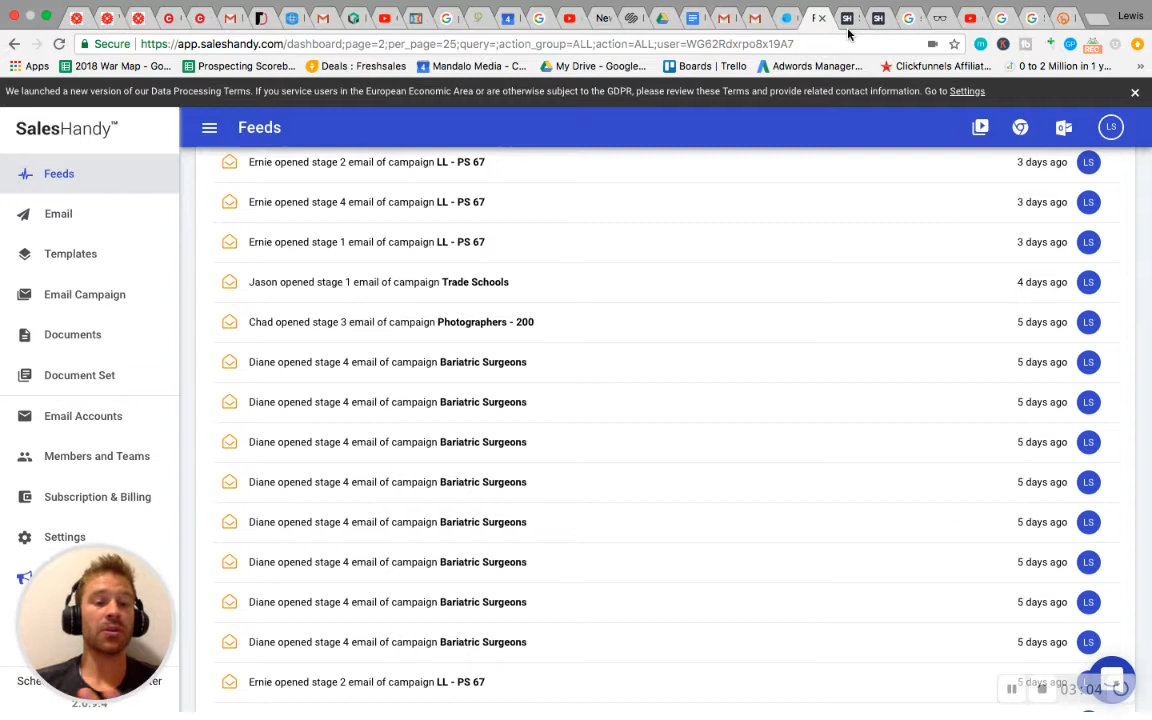 Lewis
Secure https://app.saleshandy.com/dashboard;page=2;per_page=25;query=;action_group=ALL;action=ALL;user=WG62Rdxrpo8x19A7
Apps 2018 War Map - Go... Prospecting Scoreb... Deals : Freshsales Mandalo Media - C... My Drive - Google... Boards | Trello Adwords Manager... Clickfunnels Affiliat... 0 to 2 Million in 1 y... »
We launched a new version of our Data Processing Terms. If you service users in the European Economic Area or are otherwise subject to the GDPR, please review these Terms and provide related contact information. Go to Settings
SalesHandy™
Feeds
LS
Feeds
Email
Templates
Email Campaign
Documents
Document Set
Email Accounts
Members and Teams
Subscription & Billing
Settings
2.0.9.4
Ernie opened stage 2 email of campaign LL - PS 67 3 days ago LS
Ernie opened stage 4 email of campaign LL - PS 67 3 days ago LS
Ernie opened stage 1 email of campaign LL - PS 67 3 days ago LS
Jason opened stage 1 email of campaign Trade Schools 4 days ago LS
Chad opened stage 3 email of campaign Photographers - 200 5 days ago LS
Diane opened stage 4 email of campaign Bariatric Surgeons 5 days ago LS
Diane opened stage 4 email of campaign Bariatric Surgeons 5 days ago LS
Diane opened stage 4 email of campaign Bariatric Surgeons 5 days ago LS
Diane opened stage 4 email of campaign Bariatric Surgeons 5 days ago LS
Diane opened stage 4 email of campaign Bariatric Surgeons 5 days ago LS
Diane opened stage 4 email of campaign Bariatric Surgeons 5 days ago LS
Diane opened stage 4 email of campaign Bariatric Surgeons 5 days ago LS
Diane opened stage 4 email of campaign Bariatric Surgeons 5 days ago LS
Ernie opened stage 2 email of campaign LL - PS 67 5 days ago
03:04